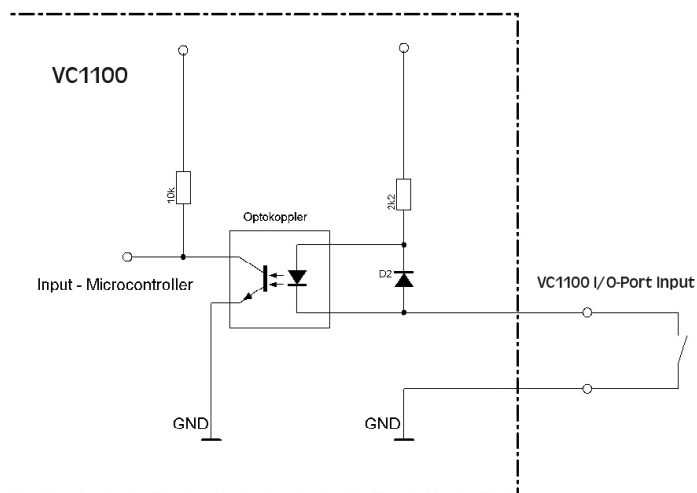 VC1100
10k
2k2
Optokoppler
D2
Input - Microcontroller
VC1100 I/O-Port Input
GND
GND